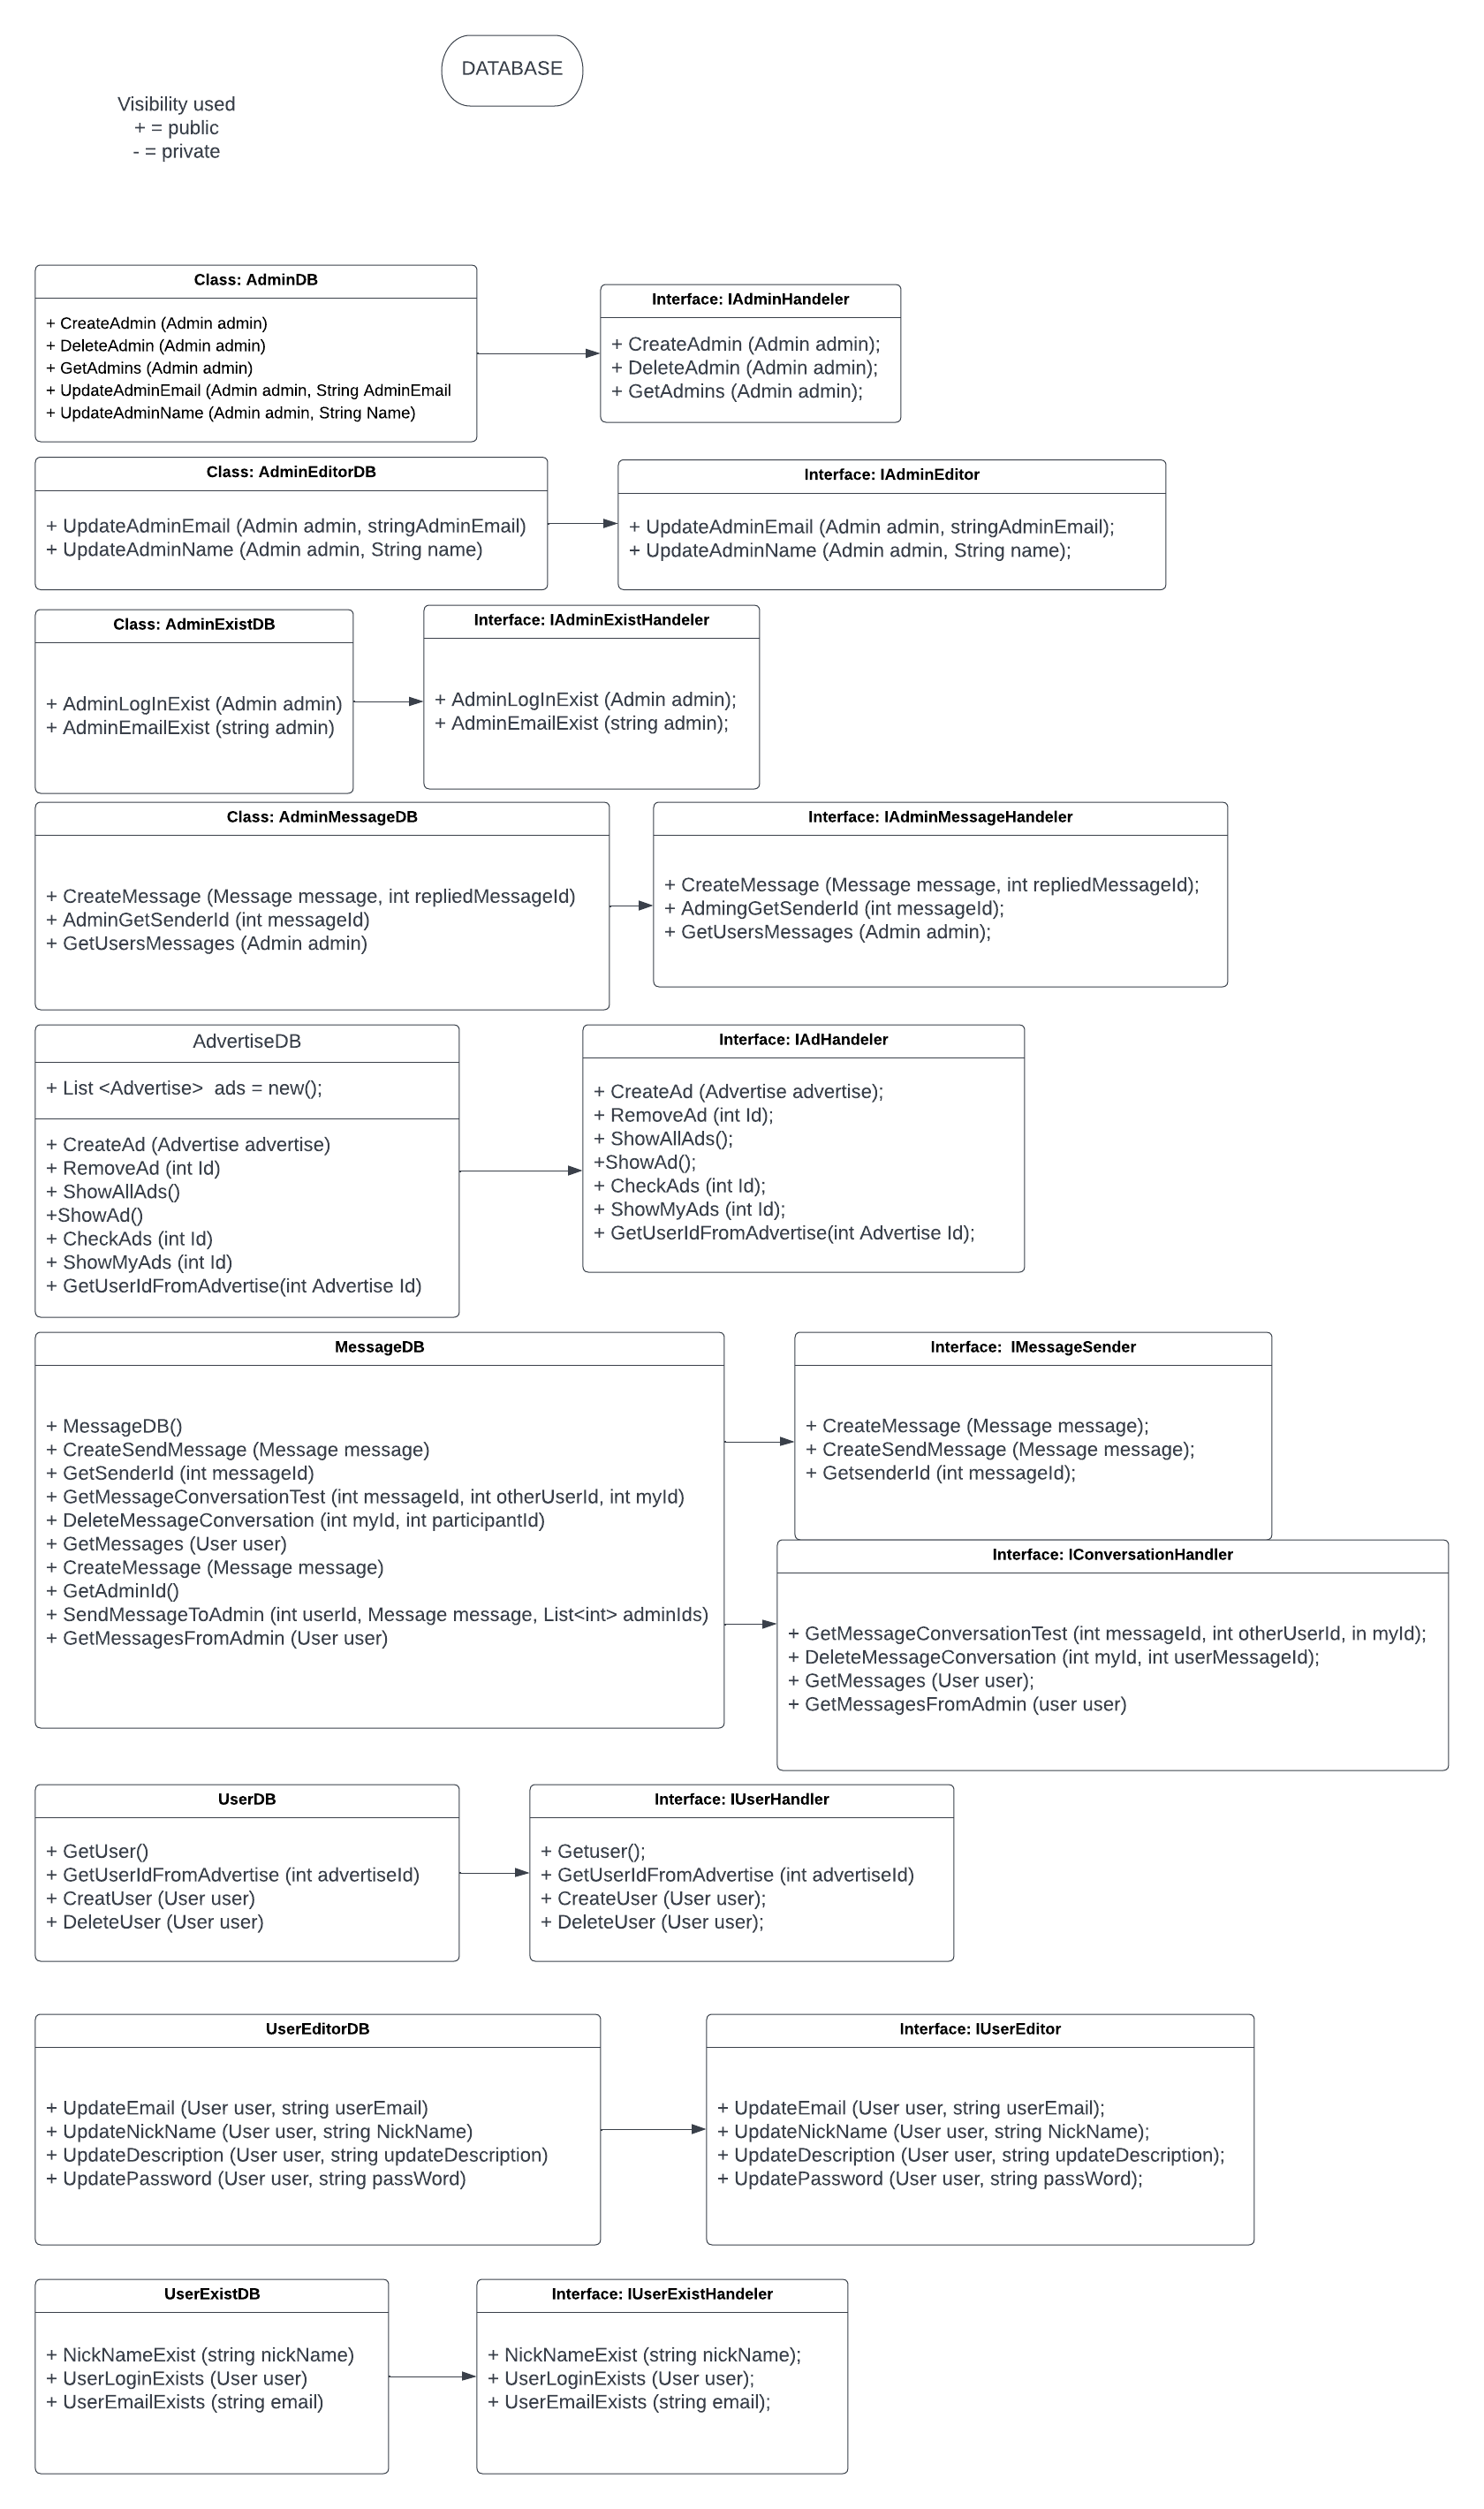 DATABASE
Visibility used
+ = public
- = private
Class: AdminDB
+ CreateAdmin (Admin admin)
+ DeleteAdmin (Admin admin)
+ GetAdmins (Admin admin)
+ UpdateAdminEmail (Admin admin, String AdminEmail
+ UpdateAdminName (Admin admin, String Name)
Interface: IAdminHandeler
+ CreateAdmin (Admin admin);
+ DeleteAdmin (Admin admin);
+ GetAdmins (Admin admin);
Class: AdminEditorDB
+ UpdateAdminEmail (Admin admin, stringAdminEmail)
+ UpdateAdminName (Admin admin, String name)
Interface: IAdminEditor
+ UpdateAdminEmail (Admin admin, stringAdminEmail);
+ UpdateAdminName (Admin admin, String name);
Class: AdminExistDB
+ AdminLogInExist (Admin admin)
+ AdminEmailExist (string admin)
Interface: IAdminExistHandeler
+ AdminLogInExist (Admin admin);
+ AdminEmailExist (string admin);
Class: AdminMessageDB
+ CreateMessage (Message message, int repliedMessageId)
+ AdminGetSenderId (int messageId)
+ GetUsersMessages (Admin admin)
Interface: IAdminMessageHandeler
+ CreateMessage (Message message, int repliedMessageId);
+ AdmingGetSenderId (int messageId);
+ GetUsersMessages (Admin admin);
AdvertiseDB
+ List <Advertise>  ads = new();
+ CreateAd (Advertise advertise)
+ RemoveAd (int Id)
+ ShowAllAds()
+ShowAd()
+ CheckAds (int Id)
+ ShowMyAds (int Id)
+ GetUserIdFromAdvertise(int Advertise Id)
Interface: IAdHandeler
+ CreateAd (Advertise advertise);
+ RemoveAd (int Id);
+ ShowAllAds();
+ShowAd();
+ CheckAds (int Id);
+ ShowMyAds (int Id);
+ GetUserIdFromAdvertise(int Advertise Id);
MessageDB
+ MessageDB()
+ CreateSendMessage (Message message)
+ GetSenderId (int messageId)
+ GetMessageConversationTest (int messageId, int otherUserId, int myId)
+ DeleteMessageConversation (int myId, int participantId)
+ GetMessages (User user)
+ CreateMessage (Message message)
+ GetAdminId()
+ SendMessageToAdmin (int userId, Message message, List<int> adminIds)
+ GetMessagesFromAdmin (User user)
Interface:  IMessageSender
+ CreateMessage (Message message);
+ CreateSendMessage (Message message);
+ GetsenderId (int messageId);
Interface: IConversationHandler
+ GetMessageConversationTest (int messageId, int otherUserId, in myId);
+ DeleteMessageConversation (int myId, int userMessageId);
+ GetMessages (User user);
+ GetMessagesFromAdmin (user user)
UserDB
+ GetUser()
+ GetUserIdFromAdvertise (int advertiseId)
+ CreatUser (User user)
+ DeleteUser (User user)
Interface: IUserHandler
+ Getuser();
+ GetUserIdFromAdvertise (int advertiseId)
+ CreateUser (User user);
+ DeleteUser (User user);
UserEditorDB
+ UpdateEmail (User user, string userEmail)
+ UpdateNickName (User user, string NickName)
+ UpdateDescription (User user, string updateDescription)
+ UpdatePassword (User user, string passWord)
Interface: IUserEditor
+ UpdateEmail (User user, string userEmail);
+ UpdateNickName (User user, string NickName);
+ UpdateDescription (User user, string updateDescription);
+ UpdatePassword (User user, string passWord);
UserExistDB
+ NickNameExist (string nickName)
+ UserLoginExists (User user)
+ UserEmailExists (string email)
Interface: IUserExistHandeler
+ NickNameExist (string nickName);
+ UserLoginExists (User user);
+ UserEmailExists (string email);